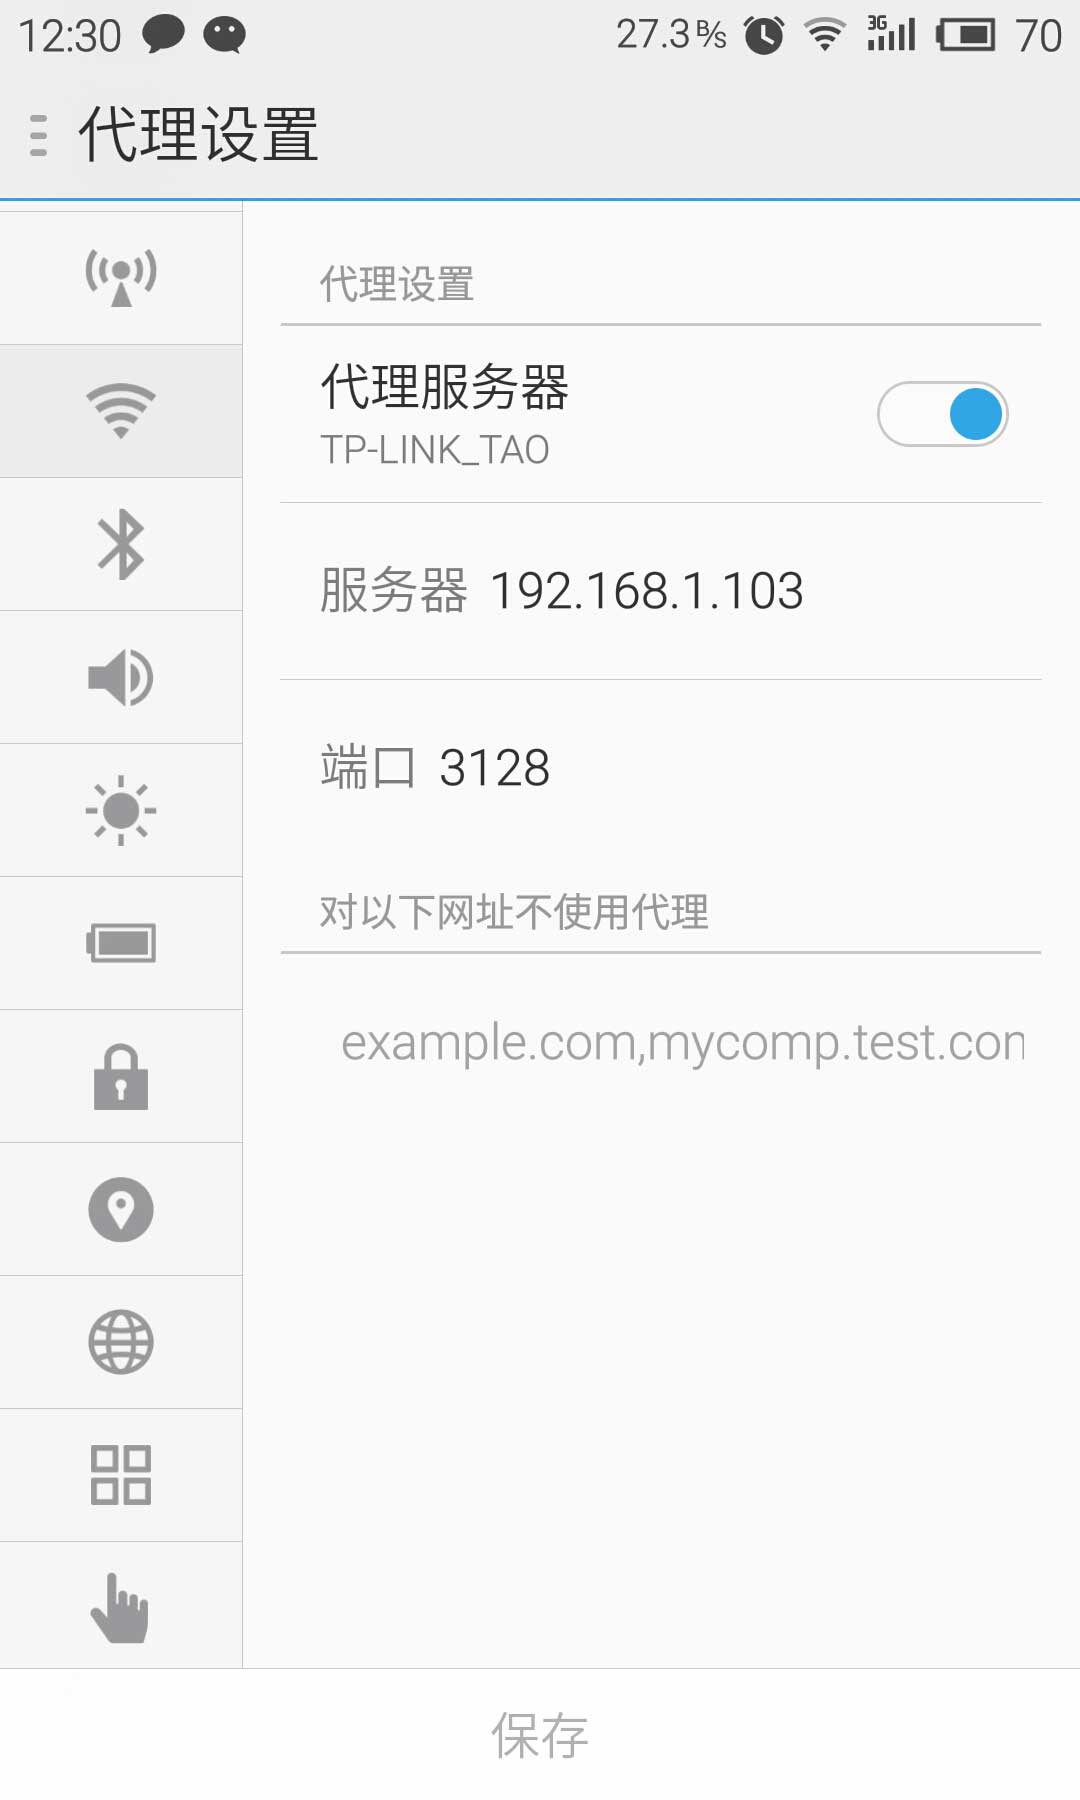 12:30 27.3 B/S 3G 70
代理设置
代理设置
代理服务器
TP-LINK_TAO
服务器 192.168.1.103
端口 3128
对以下网址不使用代理
example.com,mycomp.test.con
保存